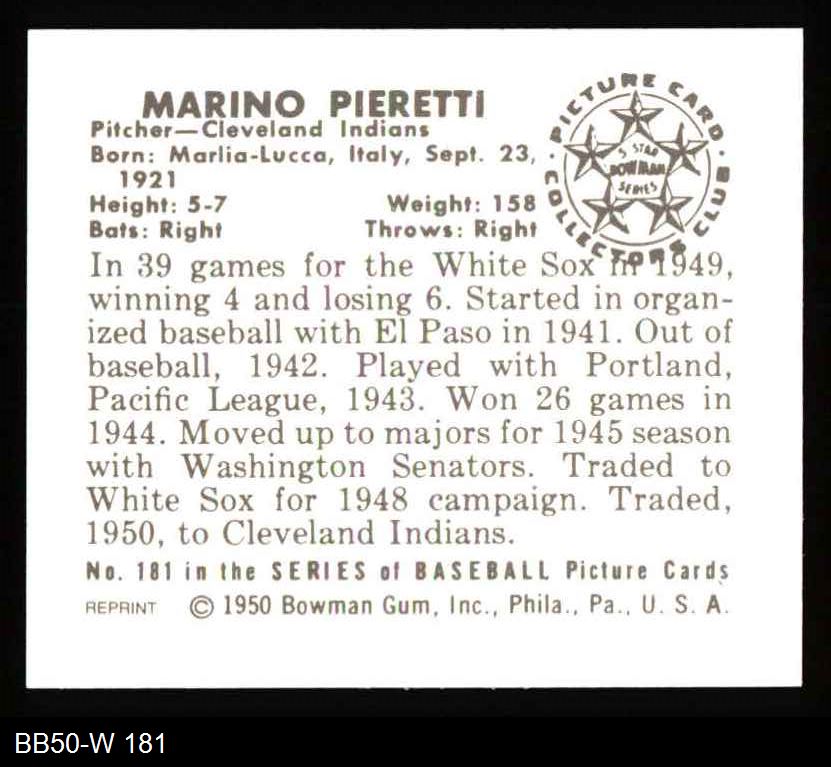 MARINO PIERETTI
Pitcher—Cleveland Indians
Born: Marlia-Lucca, Italy, Sept. 23,
1921
Height: 5-7 Weight: 158
Bats: Right Throws: Right
PICTURE CARD COLLECTORS CLUB
5 STAR
BOWMAN
SERIES
In 39 games for the White Sox in 1949,
winning 4 and losing 6. Started in organ-
ized baseball with El Paso in 1941. Out of
baseball, 1942. Played with Portland,
Pacific League, 1943. Won 26 games in
1944. Moved up to majors for 1945 season
with Washington Senators. Traded to
White Sox for 1948 campaign. Traded,
1950, to Cleveland Indians.
No. 181 in the SERIES of BASEBALL Picture Cards
REPRINT © 1950 Bowman Gum, Inc., Phila., Pa., U. S. A.
BB50-W 181